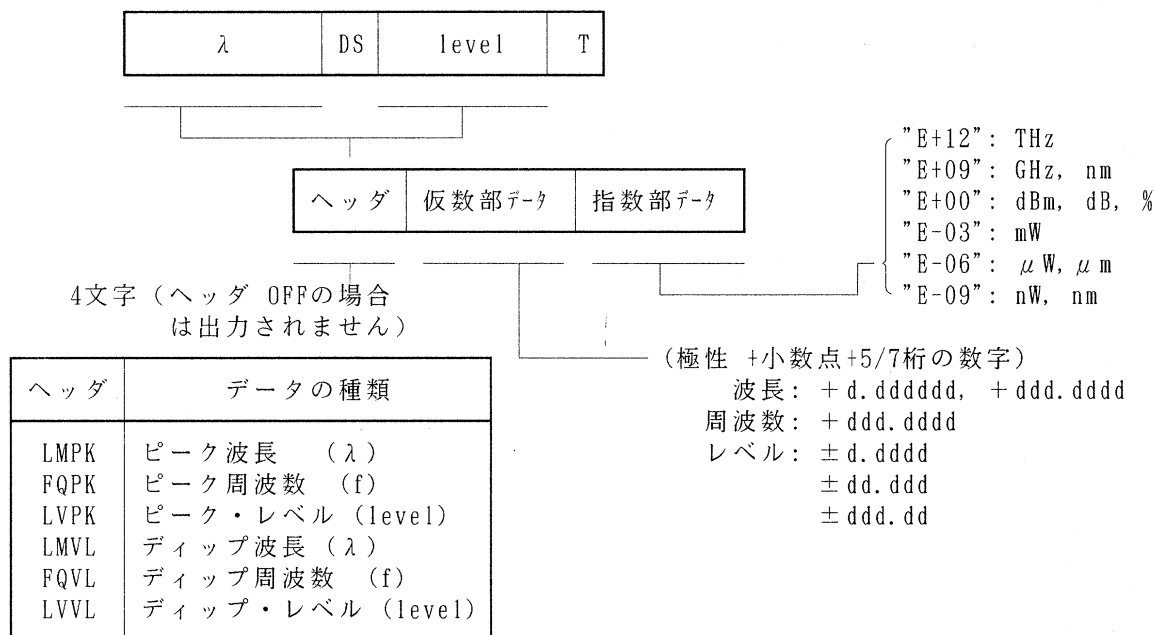 λ DS level T
ヘッダ 仮数部データ 指数部データ
"E+12": THz
"E+09": GHz, nm
"E+00": dBm, dB, %
"E-03": mW
"E-06": μW, μm
"E-09": nW, nm
4文字(ヘッダ OFFの場合
は出力されません)
(極性 +小数点+5/7桁の数字)
波長: +d.dddddd, +ddd.dddd
周波数: +ddd.dddd
レベル: ±d.dddd
±dd.ddd
±ddd.dd
ヘッダ データの種類
LMPK ピーク波長 (λ)
FQPK ピーク周波数 (f)
LVPK ピーク・レベル (level)
LMVL ディップ波長 (λ)
FQVL ディップ周波数 (f)
LVVL ディップ・レベル (level)